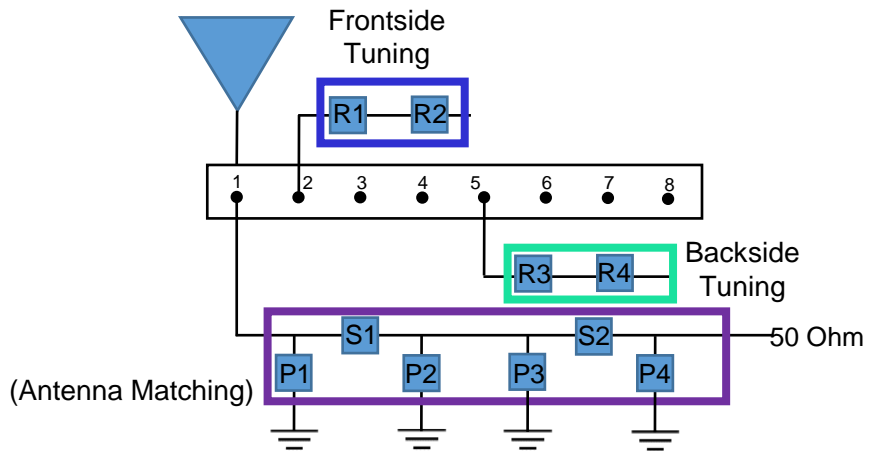 Frontside
Tuning
R1 R2
1 2 3 4 5 6 7 8
R3 R4
Backside
Tuning
S1 S2
50 Ohm
P1 P2 P3 P4
(Antenna Matching)